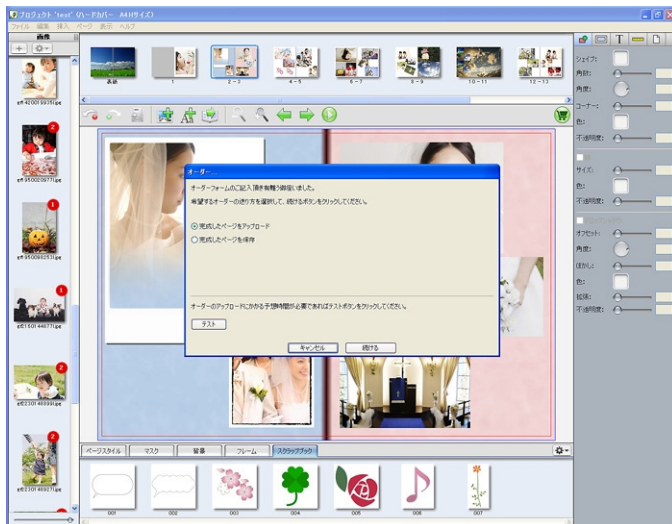 プロジェクト "test" (ハードカバー A4Hサイズ)
ファイル 編集 挿入 ページ 表示 ヘルプ
画像
表紙
1
2-3
4-5
6-7
8-9
10-11
12-13
シェイプ:
角数:
角度:
コーナー:
色:
不透明度:
サイズ:
色:
不透明度:
オフセット:
角度:
ぼかし:
色:
拡張:
不透明度:
オーダー...
オーダーフォームのご記入頂き有難う御座いました。
希望するオーダーの送り方を選択して、続けるボタンをクリックしてください。
完成したページをアップロード
完成したページを保存
オーダーのアップロードにかかる予想時間が必要であればテストボタンをクリックしてください。
テスト
キャンセル
続ける
ページスタイル
マスク
背景
フレーム
スクラップブック
001
002
003
004
005
006
007